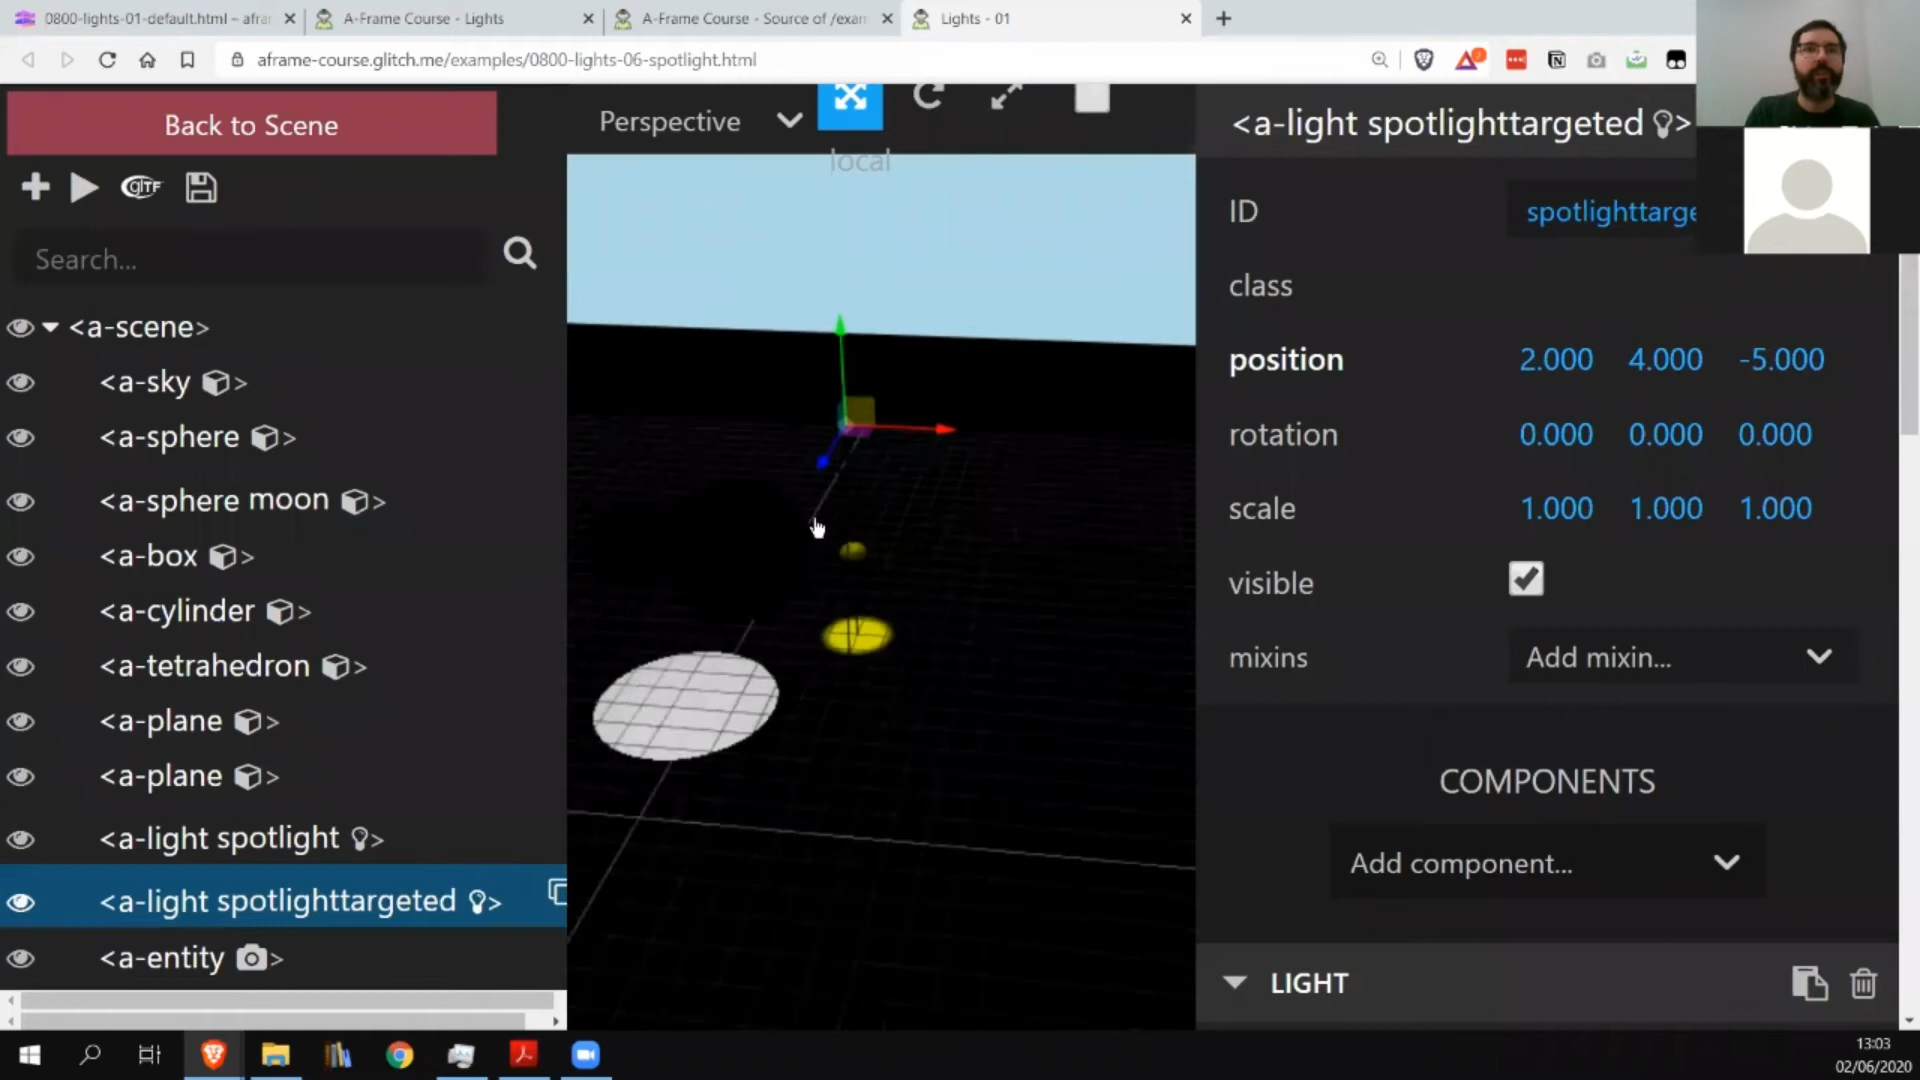 0800-lights-01-default.html – afra
A-Frame Course - Lights
A-Frame Course - Source of /exam
Lights - 01
aframe-course.glitch.me/examples/0800-lights-06-spotlight.html
Back to Scene
glTF
Search...
<a-scene>
<a-sky >
<a-sphere >
<a-sphere moon >
<a-box >
<a-cylinder >
<a-tetrahedron >
<a-plane >
<a-plane >
<a-light spotlight >
<a-light spotlighttargeted >
<a-entity >
Perspective
local
<a-light spotlighttargeted >
ID spotlighttarge
class
position 2.000 4.000 -5.000
rotation 0.000 0.000 0.000
scale 1.000 1.000 1.000
visible
mixins Add mixin...
COMPONENTS
Add component...
LIGHT
13:03
02/06/2020